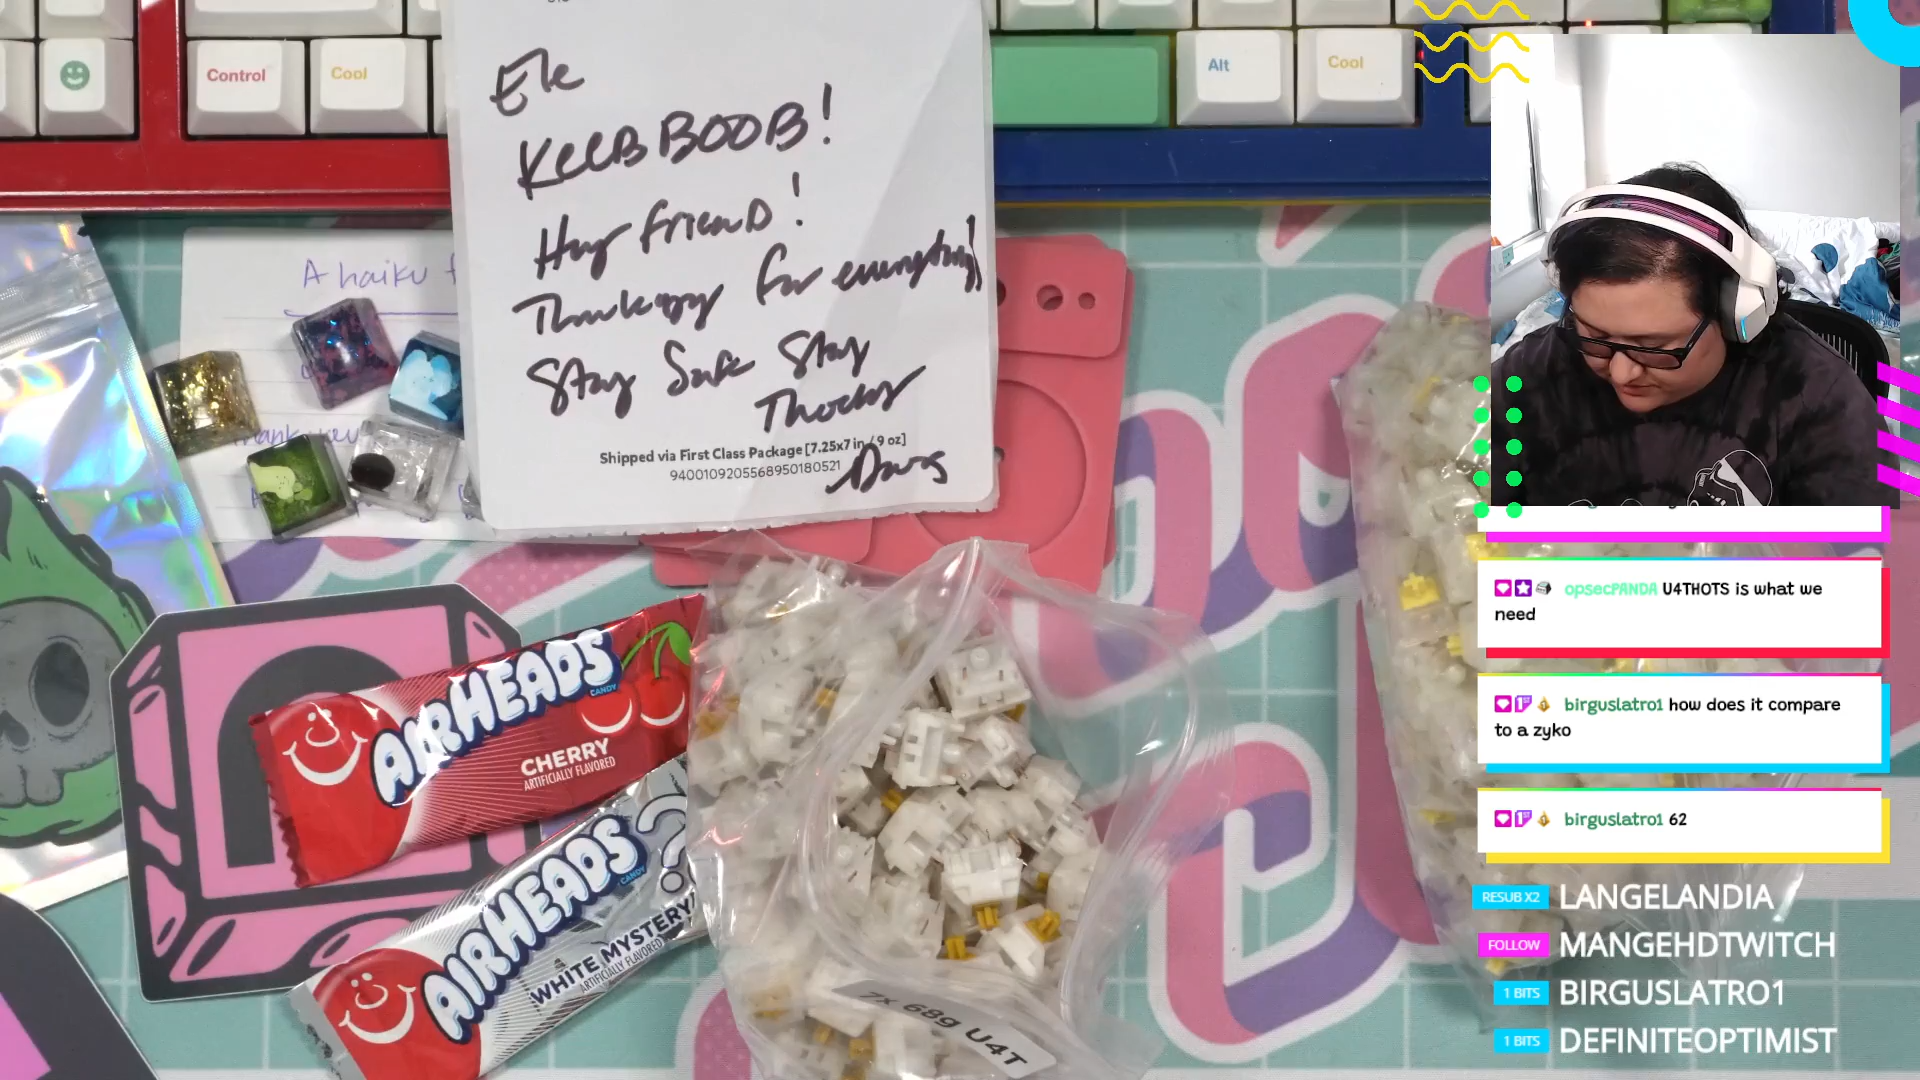 Control
Cool
Alt
Cool
Ele
KEEB BOOB!
Hey friend!
Thank you for everything!
Stay Safe Stay
Thocky
Shipped via First Class Package [7.25x7 in / 9 oz]
9400109205568950180521
A haiku f
AIRHEADS
CANDY
CHERRY
ARTIFICIALLY FLAVORED
AIRHEADS
CANDY
WHITE MYSTERY
ARTIFICIALLY FLAVORED
?
7x 68g U4T
opsecPANDA U4THOTS is what we
need
birguslatro1 how does it compare
to a zyko
birguslatro1 62
RESUB X2 LANGELANDIA
FOLLOW MANGEHDTWITCH
1 BITS BIRGUSLATRO1
1 BITS DEFINITEOPTIMIST